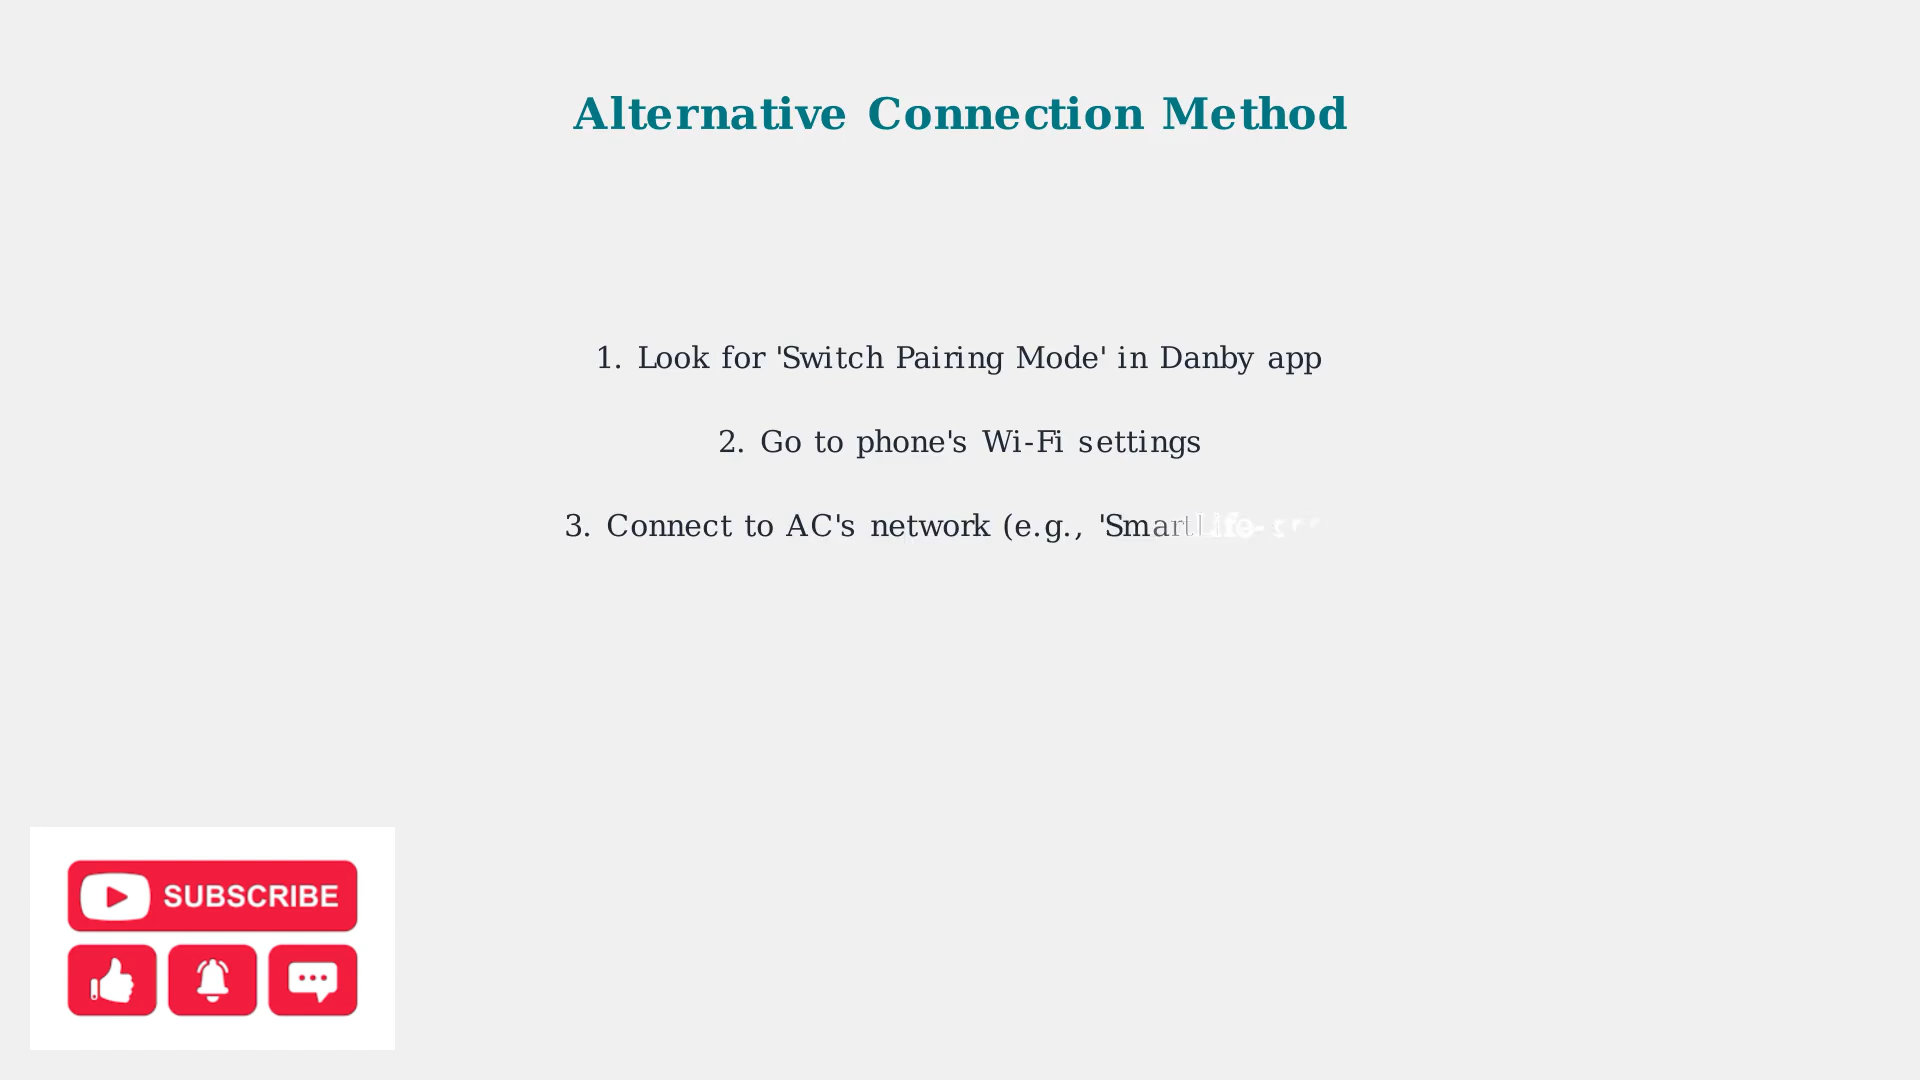 Alternative Connection Method
1. Look for 'Switch Pairing Mode' in Danby app
2. Go to phone's Wi-Fi settings
3. Connect to AC's network (e.g., 'SmartLife-
SUBSCRIBE